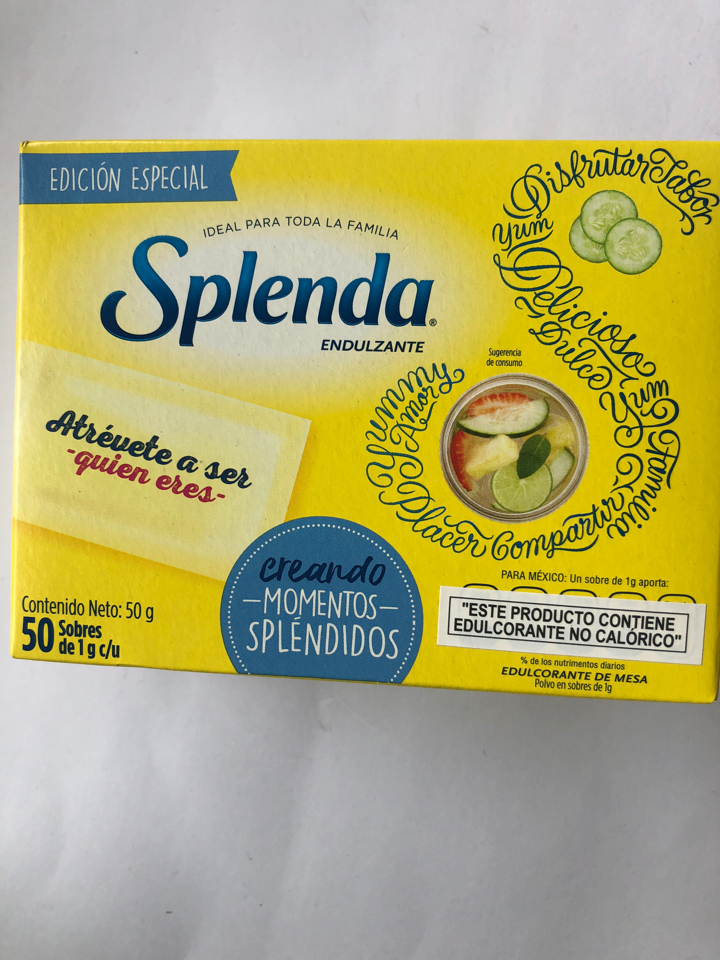 EDICIÓN ESPECIAL
IDEAL PARA TODA LA FAMILIA
Splenda®
ENDULZANTE
Disfrutar Sabor
Yum
Delicioso
Dulce Yum
Familia
Compartir
Placer
Yummy
Amor
Sugerencia
de consumo
Atrévete a ser
-quien eres-
creando
—MOMENTOS—
SPLÉNDIDOS
Contenido Neto: 50 g
50 Sobres
de 1 g c/u
PARA MÉXICO: Un sobre de 1g aporta:
"ESTE PRODUCTO CONTIENE
EDULCORANTE NO CALÓRICO"
% de los nutrimentos diarios
EDULCORANTE DE MESA
Polvo en sobres de 1g